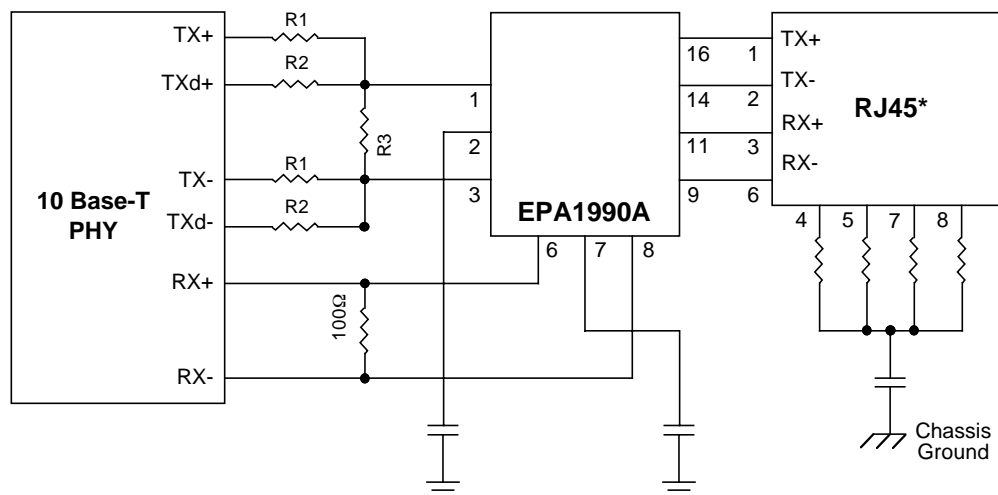 10 Base-T
PHY
TX+
TXd+
TX-
TXd-
RX+
RX-
R1
R2
R3
R1
R2
100Ω
1
2
3
EPA1990A
6 7 8
16
14
11
9
1
2
3
6
TX+
TX-
RX+
RX-
RJ45*
4 5 7 8
Chassis
Ground